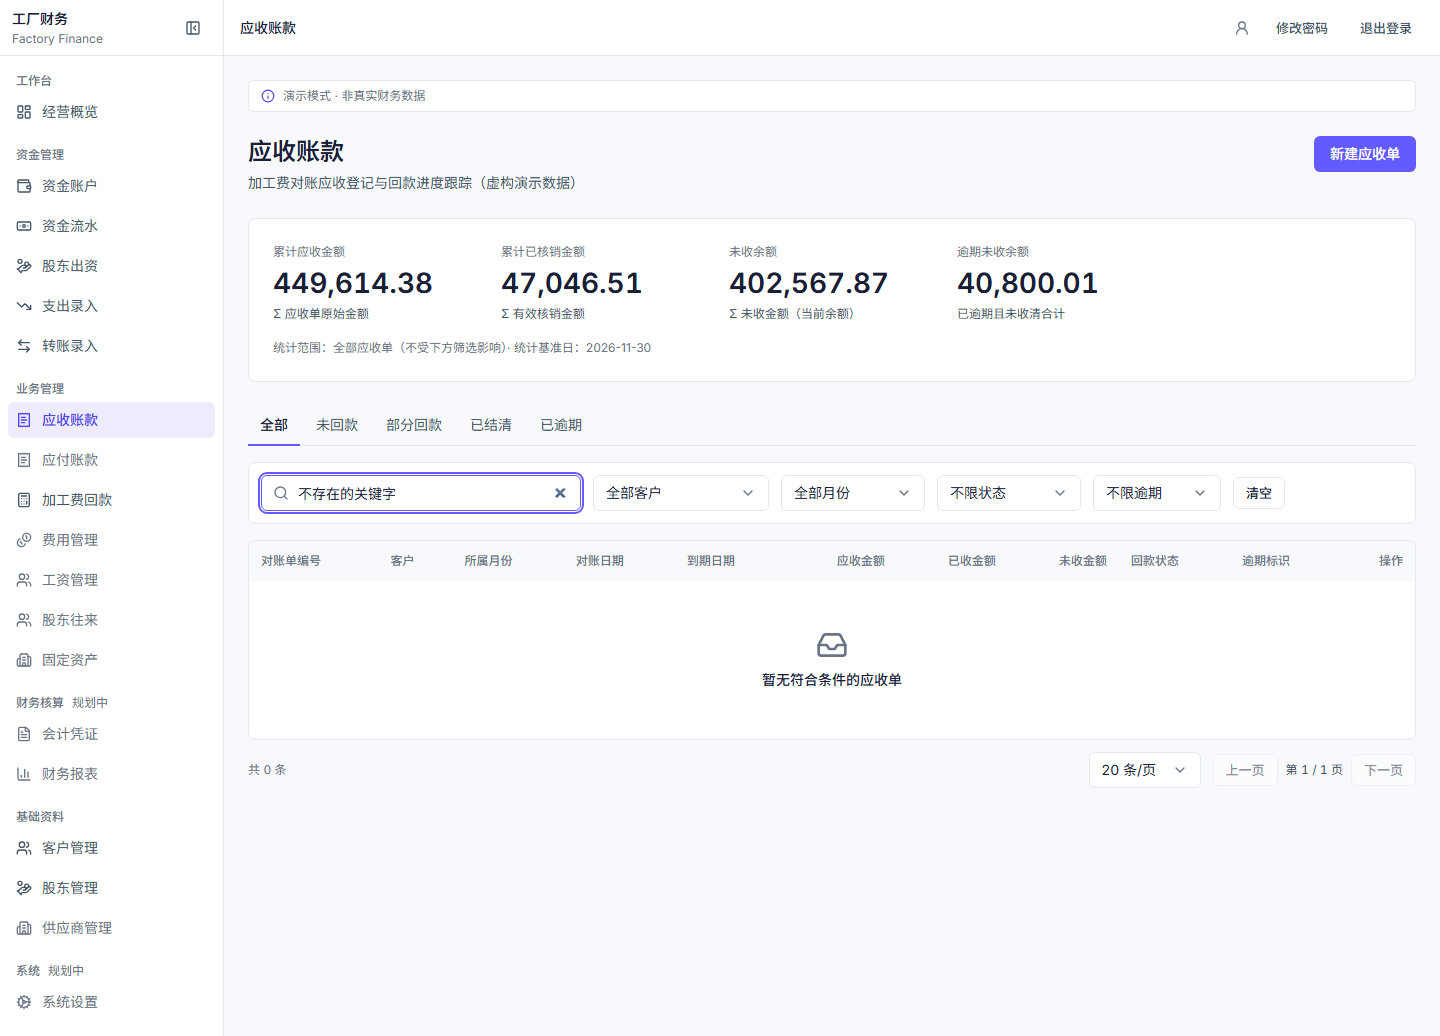 工厂财务
Factory Finance
工作台
经营概览
资金管理
资金账户
资金流水
股东出资
支出录入
转账录入
业务管理
应收账款
应付账款
加工费回款
费用管理
工资管理
股东往来
固定资产
财务核算 规划中
会计凭证
财务报表
基础资料
客户管理
股东管理
供应商管理
系统 规划中
系统设置
应收账款
修改密码 退出登录
演示模式 · 非真实财务数据
应收账款
新建应收单
加工费对账应收登记与回款进度跟踪（虚构演示数据）
累计应收金额 累计已核销金额 未收余额 逾期未收余额
449,614.38 47,046.51 402,567.87 40,800.01
Σ 应收单原始金额 Σ 有效核销金额 Σ 未收金额（当前余额） 已逾期且未收清合计
统计范围：全部应收单（不受下方筛选影响）· 统计基准日：2026-11-30
全部 未回款 部分回款 已结清 已逾期
不存在的关键字 全部客户 全部月份 不限状态 不限逾期 清空
对账单编号 客户 所属月份 对账日期 到期日期 应收金额 已收金额 未收金额 回款状态 逾期标识 操作
暂无符合条件的应收单
共 0 条 20 条/页 上一页 第 1 / 1 页 下一页